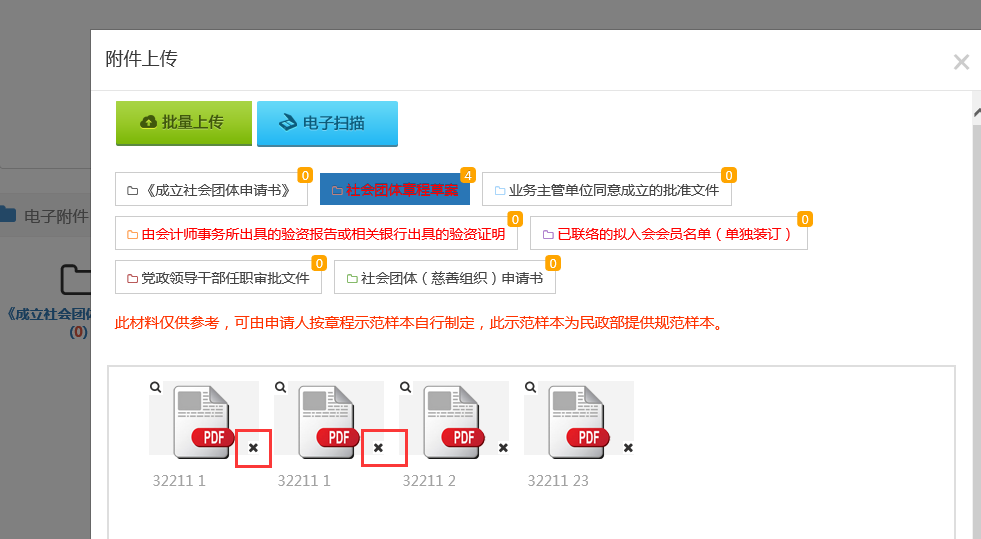 附件上传
批量上传 电子扫描
《成立社会团体申请书》 0 社会团体章程草案 4 业务主管单位同意成立的批准文件 0
由会计师事务所出具的验资报告或相关银行出具的验资证明 0 已联络的拟入会会员名单（单独装订） 0
党政领导干部任职审批文件 0 社会团体（慈善组织）申请书 0
此材料仅供参考，可由申请人按章程示范样本自行制定，此示范样本为民政部提供规范样本。
电子附件
《成立社会团体
(0)
PDF PDF PDF PDF
32211 1 32211 1 32211 2 32211 23